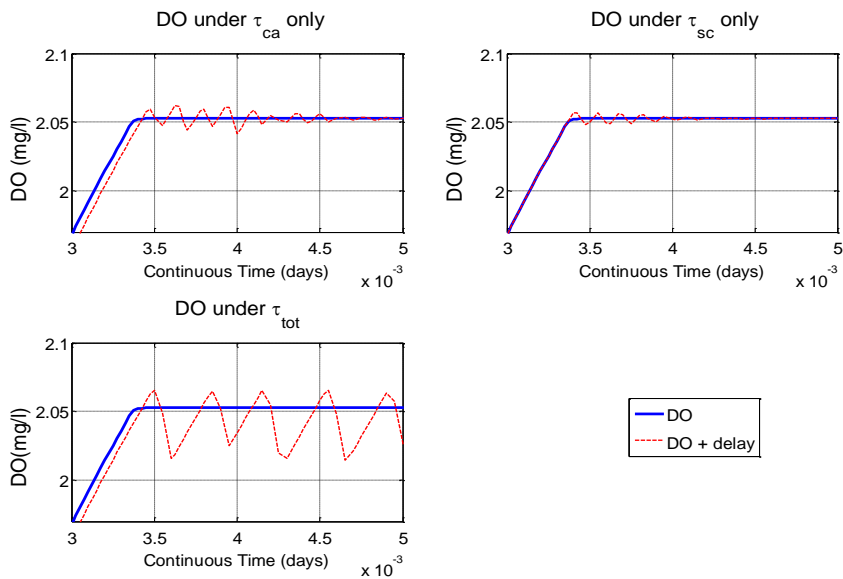 DO under τca only
2.1
2.05
2
DO (mg/l)
3 3.5 4 4.5 5
Continuous Time (days)
x 10-3
DO under τsc only
2.1
2.05
2
DO (mg/l)
3 3.5 4 4.5 5
Continuous Time (days)
x 10-3
DO under τtot
2.1
2.05
2
DO(mg/l)
3 3.5 4 4.5 5
Continuous Time (days)
x 10-3
DO
DO + delay